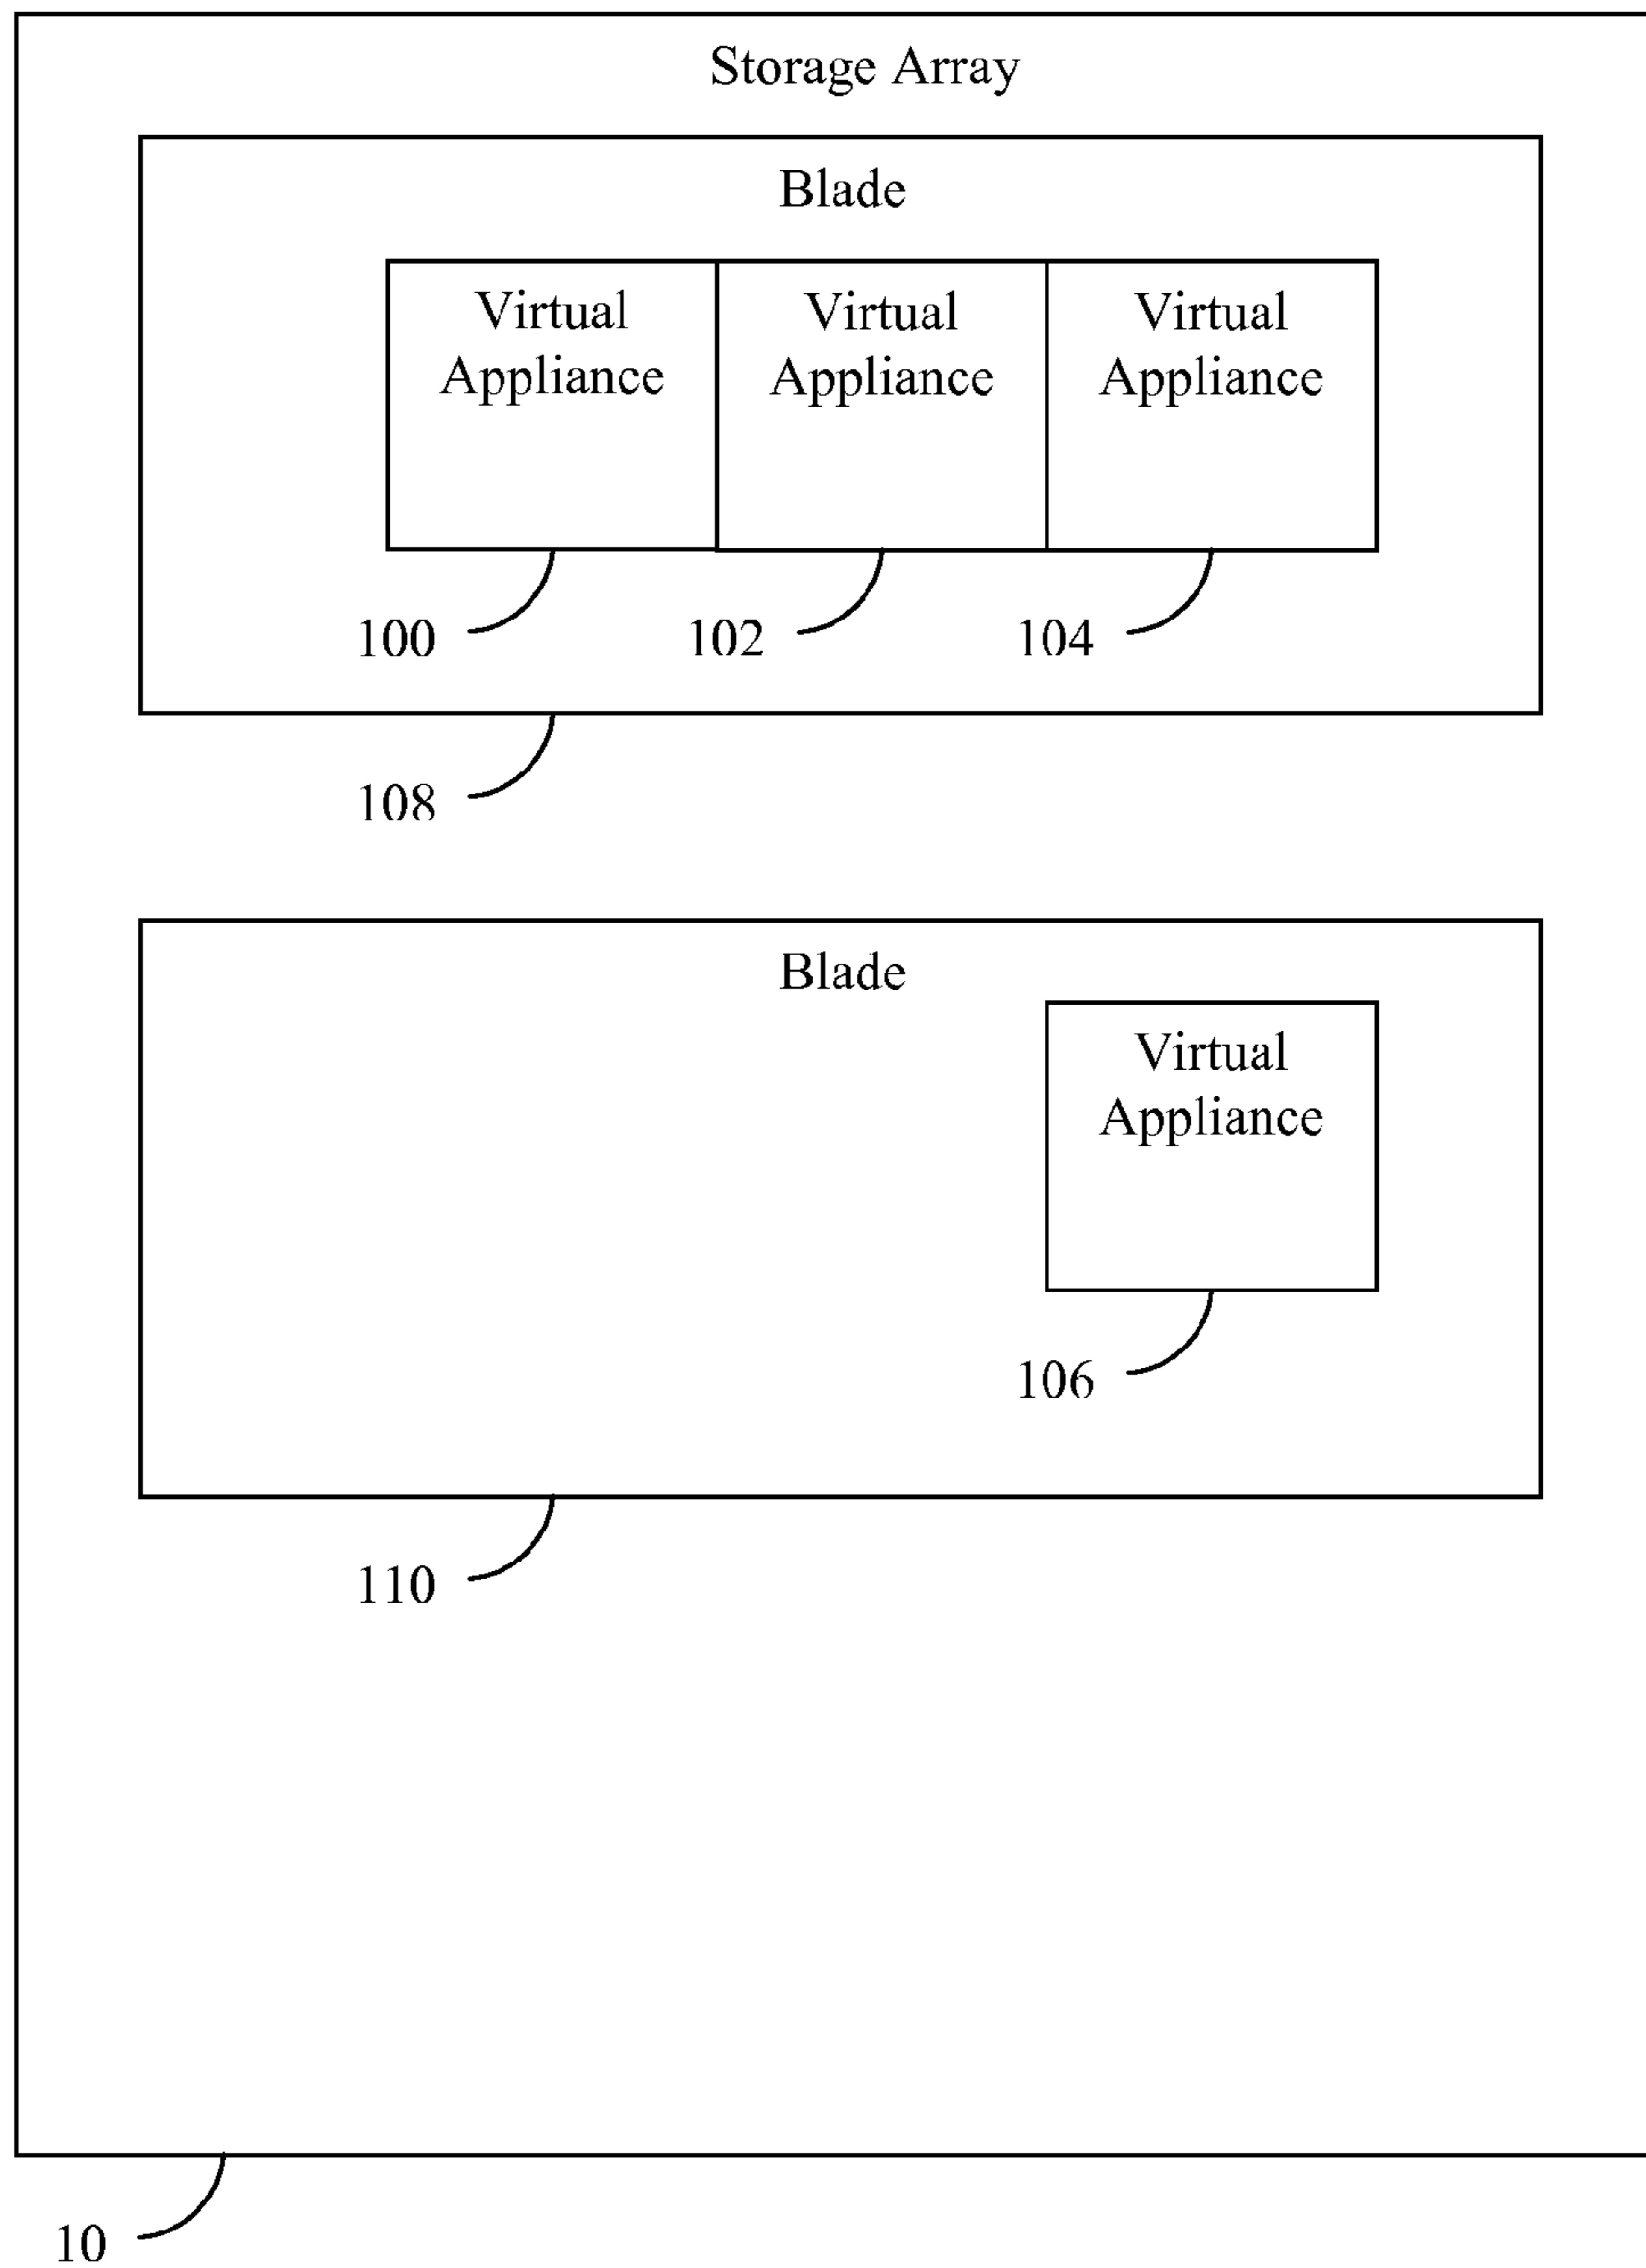 Storage Array
Blade
Virtual
Appliance
Virtual
Appliance
Virtual
Appliance
100
102
104
108
Blade
Virtual
Appliance
106
110
10